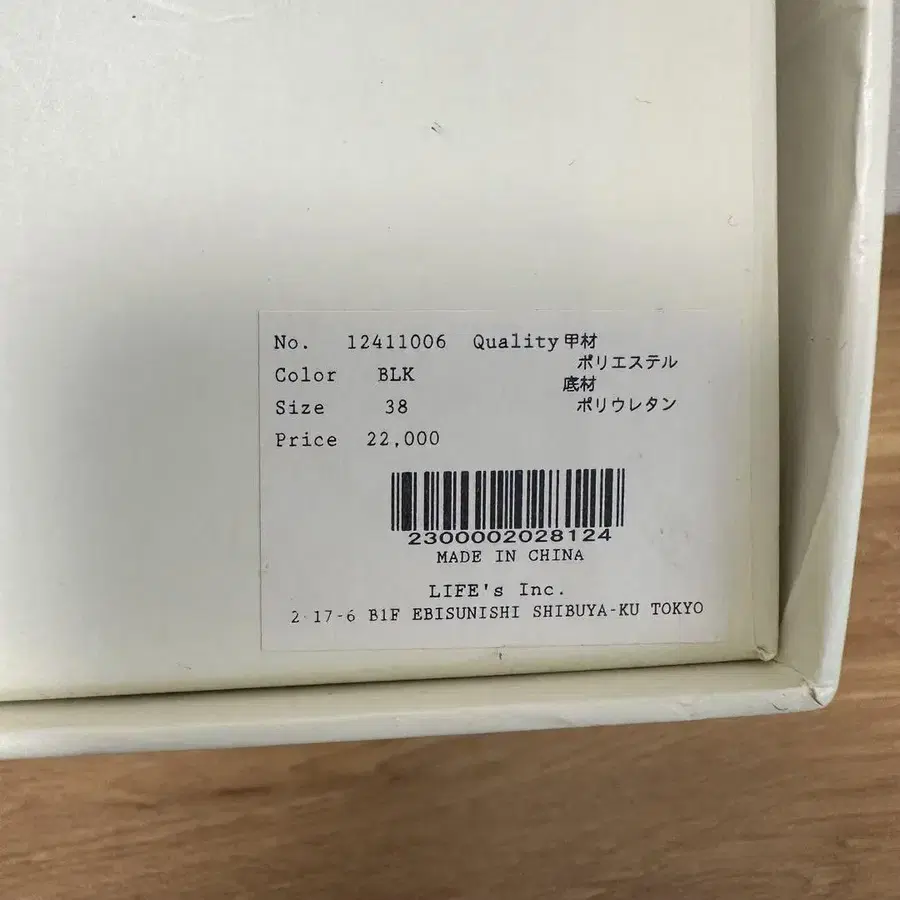 No. 12411006 Quality 甲材
ポリエステル
Color BLK
底材
Size 38
ポリウレタン
Price 22,000
2300002028124
MADE IN CHINA
LIFE's Inc.
2-17-6 B1F EBISUNISHI SHIBUYA-KU TOKYO